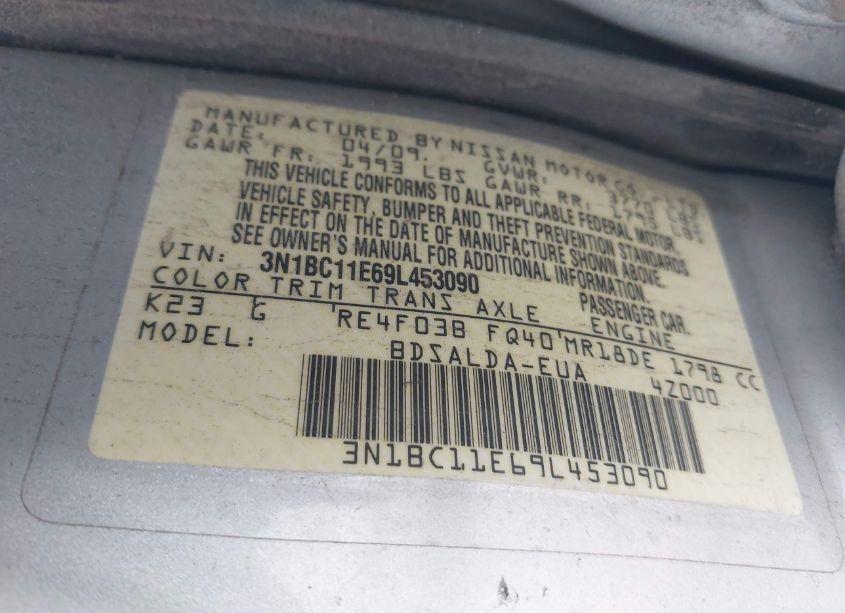 MANUFACTURED BY NISSAN MOTOR CO.,
DATE: 04/09. GVWR:
GAWR FR: 1993 LBS GAWR RR:
THIS VEHICLE CONFORMS TO ALL APPLICABLE FEDERAL MOTOR
VEHICLE SAFETY, BUMPER AND THEFT PREVENTION STANDARDS
IN EFFECT ON THE DATE OF MANUFACTURE SHOWN ABOVE.
SEE OWNER'S MANUAL FOR ADDITIONAL INFORMATION.
VIN: 3N1BC11E69L453090 PASSENGER CAR.
COLOR TRIM TRANS AXLE ENGINE
K23 G RE4F03B FQ40 MR18DE 1798 CC
MODEL: BDSALDA-EUA 4Z000
3N1BC11E69L453090